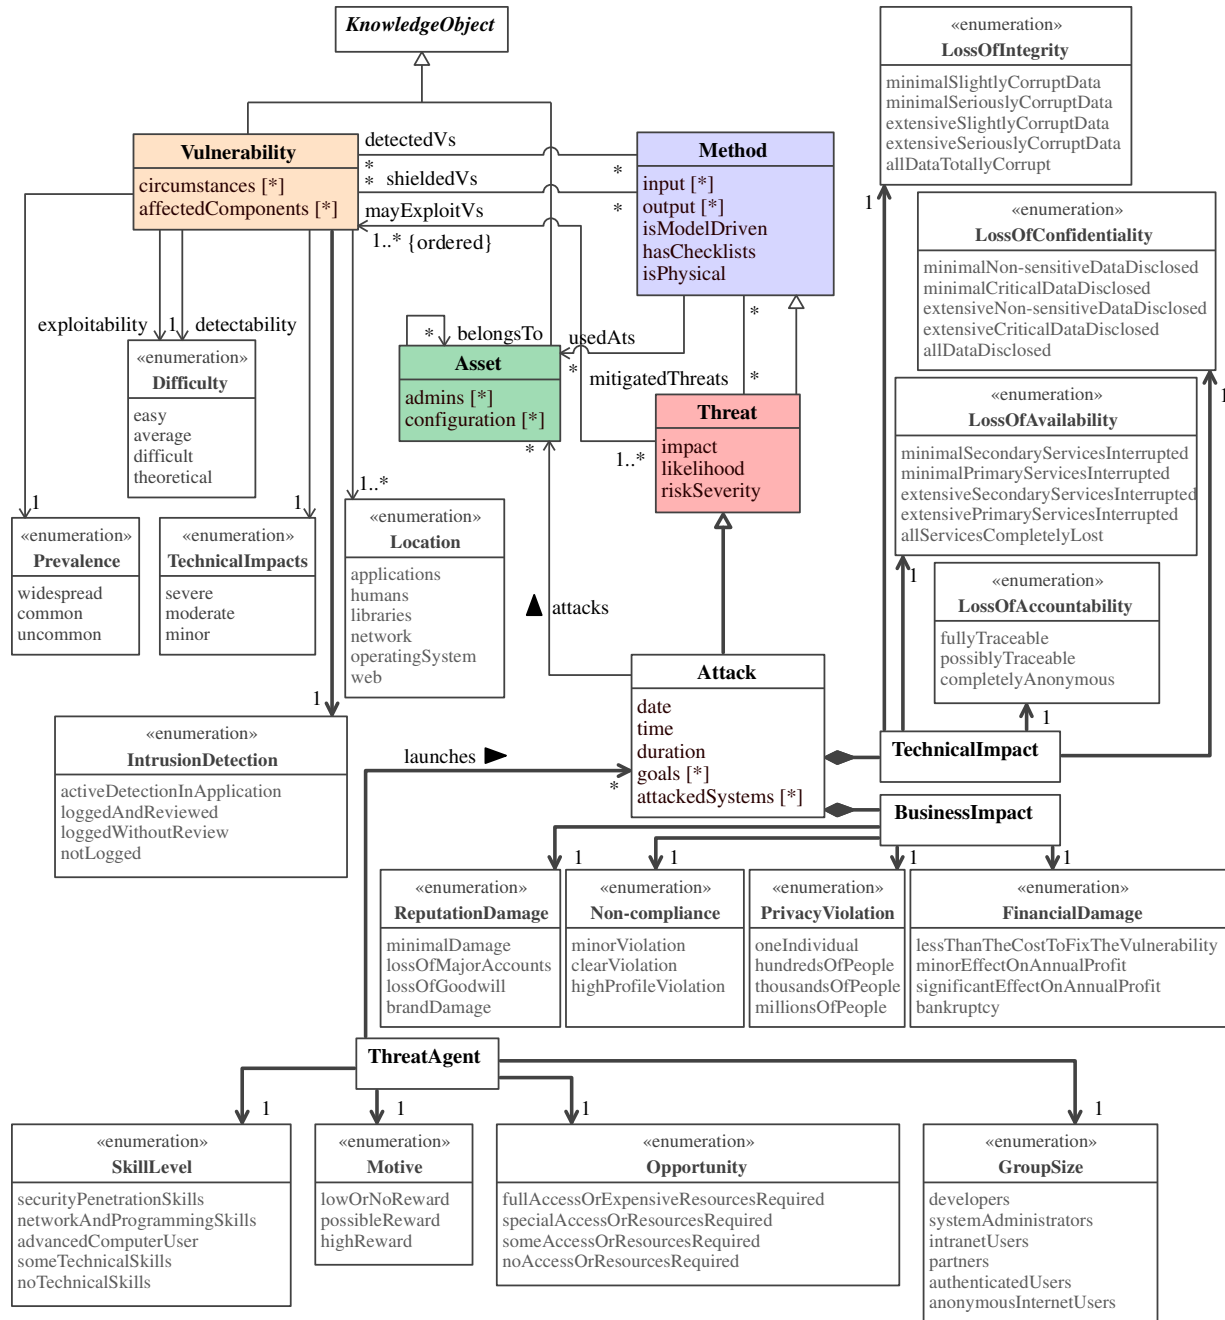 KnowledgeObject
«enumeration»
LossOfIntegrity
minimalSlightlyCorruptData
minimalSeriouslyCorruptData
extensiveSlightlyCorruptData
extensiveSeriouslyCorruptData
allDataTotallyCorrupt
1
Vulnerability
circumstances [*]
affectedComponents [*]
detectedVs
*
*
* shieldedVs
*
mayExploitVs
1..* {ordered}
Method
input [*]
output [*]
isModelDriven
hasChecklists
isPhysical
«enumeration»
LossOfConfidentiality
minimalNon-sensitiveDataDisclosed
minimalCriticalDataDisclosed
extensiveNon-sensitiveDataDisclosed
extensiveCriticalDataDisclosed
allDataDisclosed
1
exploitability
1
detectability
«enumeration»
Difficulty
easy
average
difficult
theoretical
*
belongsTo
usedAts
*
Asset
admins [*]
configuration [*]
*
*
mitigatedThreats
*
Threat
impact
likelihood
riskSeverity
1..*
«enumeration»
LossOfAvailability
minimalSecondaryServicesInterrupted
minimalPrimaryServicesInterrupted
extensiveSecondaryServicesInterrupted
extensivePrimaryServicesInterrupted
allServicesCompletelyLost
1
1
«enumeration»
Prevalence
widespread
common
uncommon
1
«enumeration»
TechnicalImpacts
severe
moderate
minor
1..*
«enumeration»
Location
applications
humans
libraries
network
operatingSystem
web
attacks
«enumeration»
LossOfAccountability
fullyTraceable
possiblyTraceable
completelyAnonymous
1
1
«enumeration»
IntrusionDetection
activeDetectionInApplication
loggedAndReviewed
loggedWithoutReview
notLogged
launches
*
Attack
date
time
duration
goals [*]
attackedSystems [*]
TechnicalImpact
BusinessImpact
1
1
1
1
«enumeration»
ReputationDamage
minimalDamage
lossOfMajorAccounts
lossOfGoodwill
brandDamage
«enumeration»
Non-compliance
minorViolation
clearViolation
highProfileViolation
«enumeration»
PrivacyViolation
oneIndividual
hundredsOfPeople
thousandsOfPeople
millionsOfPeople
«enumeration»
FinancialDamage
lessThanTheCostToFixTheVulnerability
minorEffectOnAnnualProfit
significantEffectOnAnnualProfit
bankruptcy
ThreatAgent
1
1
1
1
«enumeration»
SkillLevel
securityPenetrationSkills
networkAndProgrammingSkills
advancedComputerUser
someTechnicalSkills
noTechnicalSkills
«enumeration»
Motive
lowOrNoReward
possibleReward
highReward
«enumeration»
Opportunity
fullAccessOrExpensiveResourcesRequired
specialAccessOrResourcesRequired
someAccessOrResourcesRequired
noAccessOrResourcesRequired
«enumeration»
GroupSize
developers
systemAdministrators
intranetUsers
partners
authenticatedUsers
anonymousInternetUsers